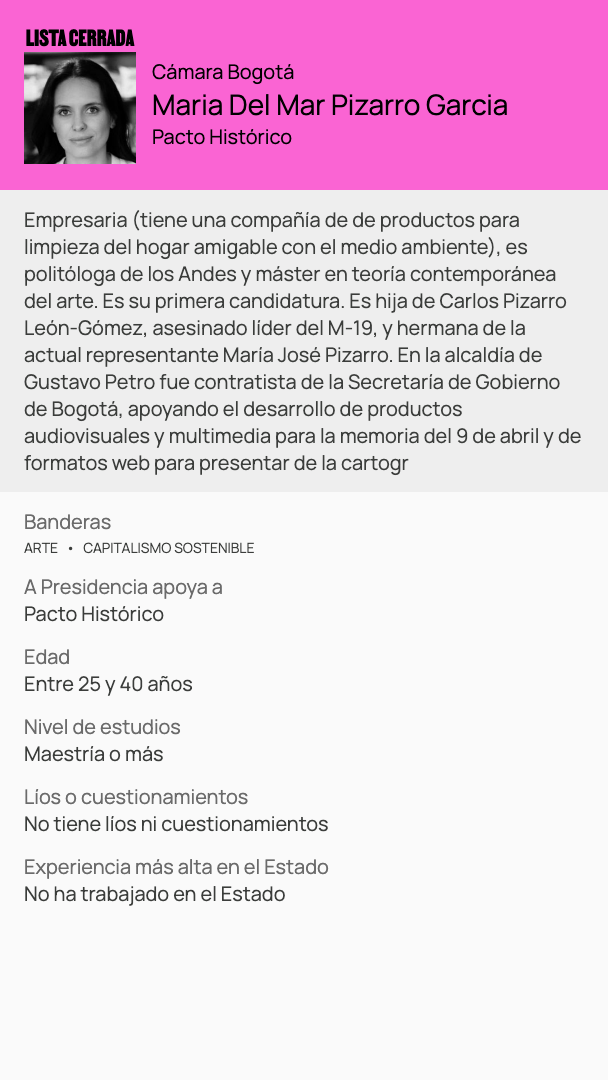 LISTA CERRADA
Cámara Bogotá
Maria Del Mar Pizarro Garcia
Pacto Histórico
Empresaria (tiene una compañía de de productos para
limpieza del hogar amigable con el medio ambiente), es
politóloga de los Andes y máster en teoría contemporánea
del arte. Es su primera candidatura. Es hija de Carlos Pizarro
León-Gómez, asesinado líder del M-19, y hermana de la
actual representante María José Pizarro. En la alcaldía de
Gustavo Petro fue contratista de la Secretaría de Gobierno
de Bogotá, apoyando el desarrollo de productos
audiovisuales y multimedia para la memoria del 9 de abril y de
formatos web para presentar de la cartogr
Banderas
ARTE • CAPITALISMO SOSTENIBLE
A Presidencia apoya a
Pacto Histórico
Edad
Entre 25 y 40 años
Nivel de estudios
Maestría o más
Líos o cuestionamientos
No tiene líos ni cuestionamientos
Experiencia más alta en el Estado
No ha trabajado en el Estado